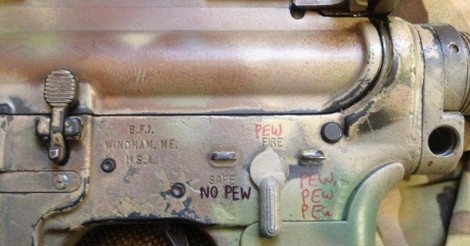 B.F.I.
WINDHAM, ME.
U.S.A.
PEW
FIRE
SAFE
NO PEW
PEW,
PEW
PEW